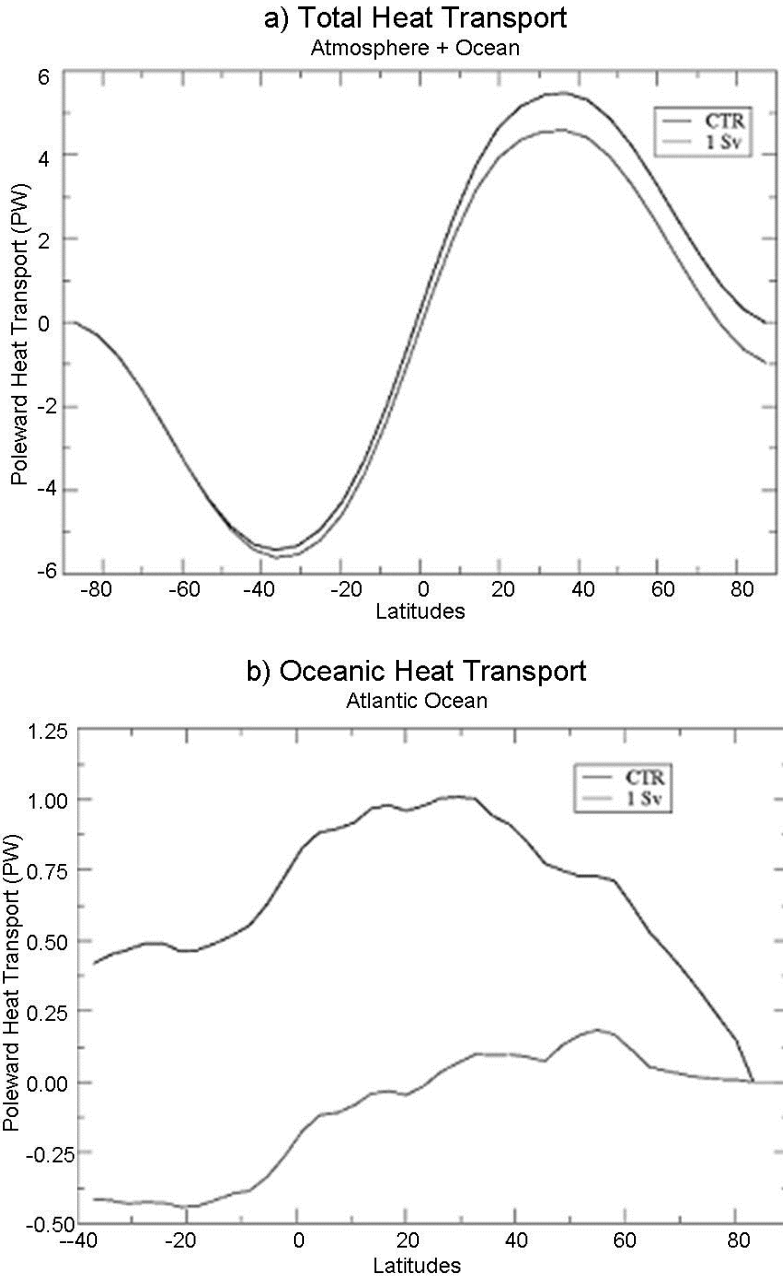 a) Total Heat Transport
Atmosphere + Ocean
6
4
2
0
-2
-4
-6
Poleward Heat Transport (PW)
CTR
1 Sv
-80 -60 -40 -20 0 20 40 60 80
Latitudes
b) Oceanic Heat Transport
Atlantic Ocean
1.25
1.00
0.75
0.50
0.25
0.00
-0.25
-0.50
Poleward Heat Transport (PW)
CTR
1 Sv
--40 -20 0 20 40 60 80
Latitudes